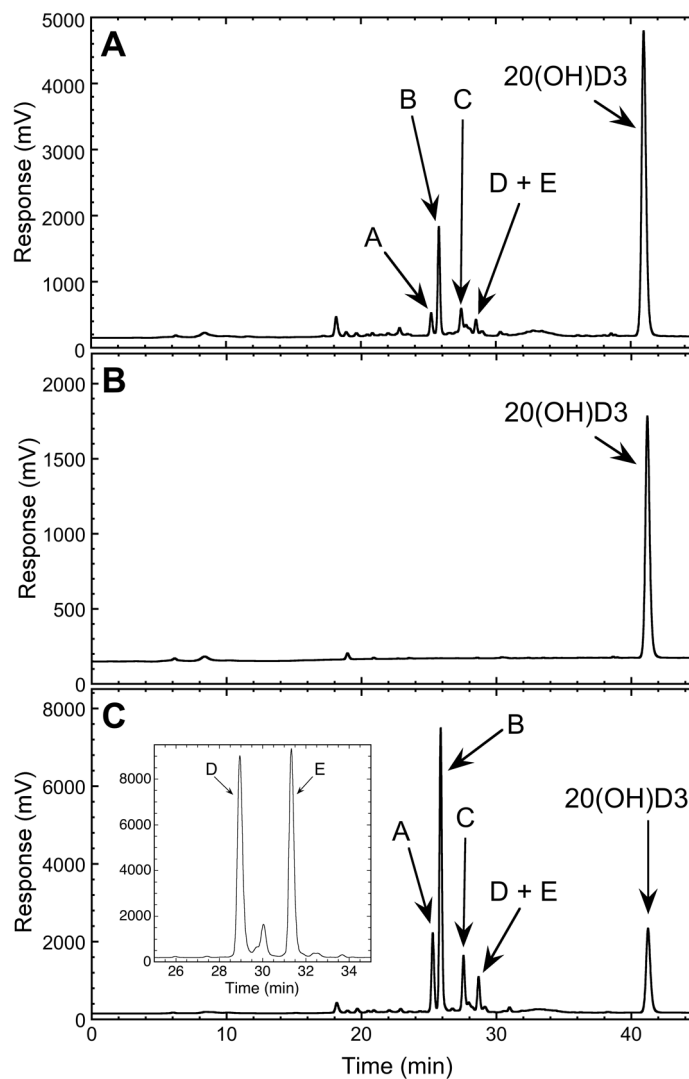 A
Response (mV)
5000
4000
3000
2000
1000
0
A
B
C
D + E
20(OH)D3
B
Response (mV)
2000
1500
1000
500
0
20(OH)D3
C
Response (mV)
8000
6000
4000
2000
0
A
B
C
D + E
20(OH)D3
D
E
8000
6000
4000
2000
0
26 28 30 32 34
Time (min)
0 10 20 30 40
Time (min)